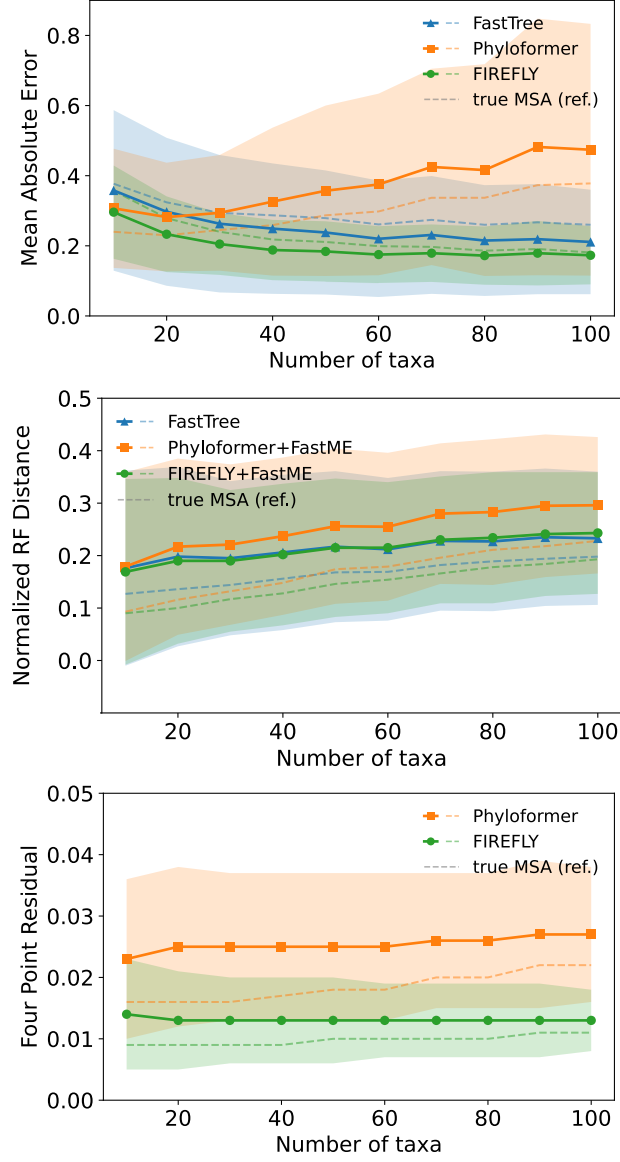 Mean Absolute Error
0.8
0.6
0.4
0.2
0.0
FastTree
Phyloformer
FIREFLY
true MSA (ref.)
20 40 60 80 100
Number of taxa
Normalized RF Distance
0.5
0.4
0.3
0.2
0.1
0.0
FastTree
Phyloformer+FastME
FIREFLY+FastME
true MSA (ref.)
20 40 60 80 100
Number of taxa
Four Point Residual
0.05
0.04
0.03
0.02
0.01
0.00
Phyloformer
FIREFLY
true MSA (ref.)
20 40 60 80 100
Number of taxa